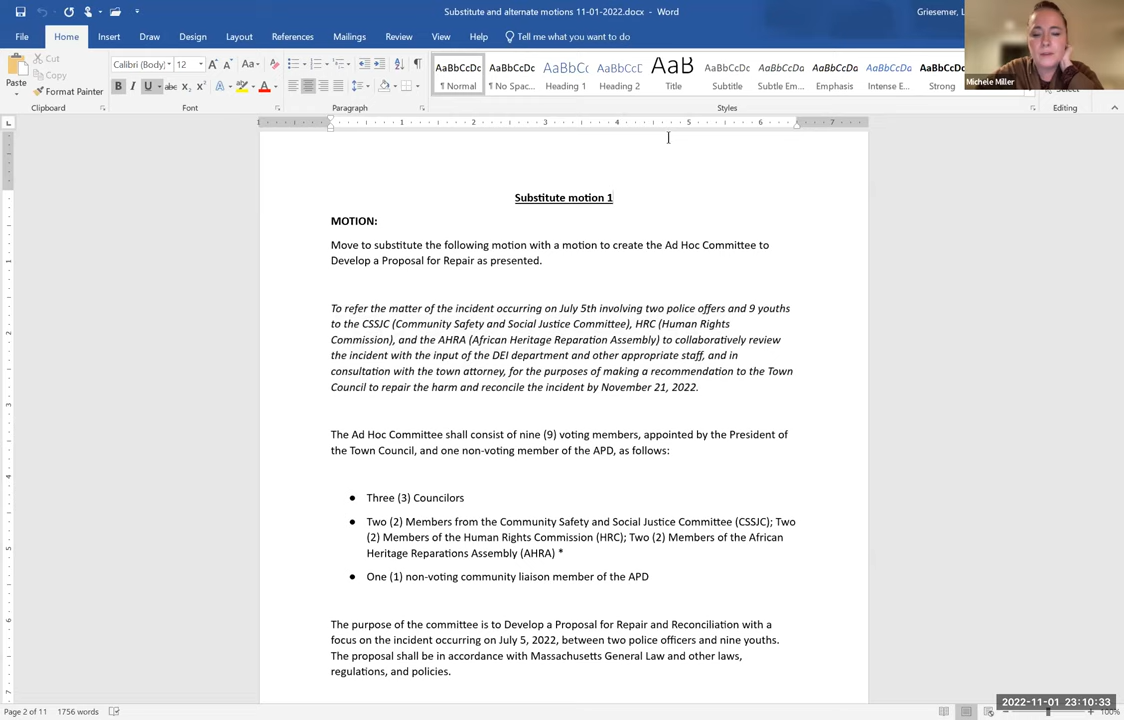 Substitute and alternate motions 11-01-2022.docx - Word
Griesemer, L
File Home Insert Draw Design Layout References Mailings Review View Help Tell me what you want to do
Paste
Cut
Copy
Format Painter
Clipboard
Calibri (Body) 12
Font
Paragraph
AaBbCcDc AaBbCcDc AaBbCc AaBbCcD AaB AaBbCcD AaBbCcDc AaBbCcDc AaBbCcDc AaBbCcDc
¶ Normal ¶ No Spac... Heading 1 Heading 2 Title Subtitle Subtle Em... Emphasis Intense E... Strong
Styles
Editing
Michele Miller
1 2 3 4 5 6 7
Substitute motion 1
MOTION:
Move to substitute the following motion with a motion to create the Ad Hoc Committee to
Develop a Proposal for Repair as presented.
To refer the matter of the incident occurring on July 5th involving two police offers and 9 youths
to the CSSJC (Community Safety and Social Justice Committee), HRC (Human Rights
Commission), and the AHRA (African Heritage Reparation Assembly) to collaboratively review
the incident with the input of the DEI department and other appropriate staff, and in
consultation with the town attorney, for the purposes of making a recommendation to the Town
Council to repair the harm and reconcile the incident by November 21, 2022.
The Ad Hoc Committee shall consist of nine (9) voting members, appointed by the President of
the Town Council, and one non-voting member of the APD, as follows:
● Three (3) Councilors
● Two (2) Members from the Community Safety and Social Justice Committee (CSSJC); Two
(2) Members of the Human Rights Commission (HRC); Two (2) Members of the African
Heritage Reparations Assembly (AHRA) *
● One (1) non-voting community liaison member of the APD
The purpose of the committee is to Develop a Proposal for Repair and Reconciliation with a
focus on the incident occurring on July 5, 2022, between two police officers and nine youths.
The proposal shall be in accordance with Massachusetts General Law and other laws,
regulations, and policies.
Page 2 of 11 1756 words
2022-11-01 23:10:33
100%